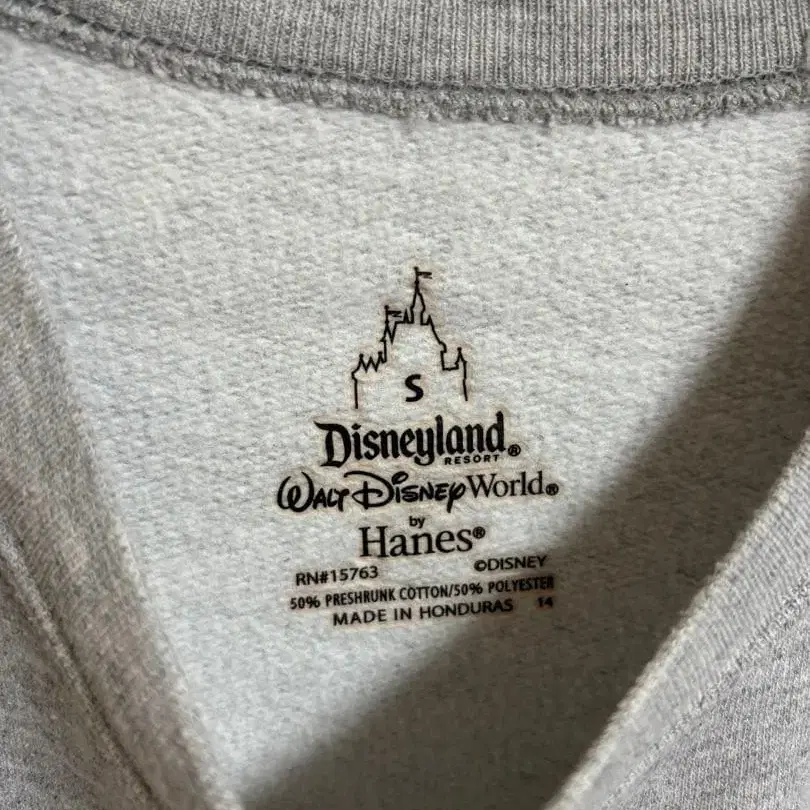 S
Disneyland®
RESORT
WALT DISNEY World®
by
Hanes®
RN#15763 ©DISNEY
50% PRESHRUNK COTTON/50% POLYESTER
MADE IN HONDURAS 14